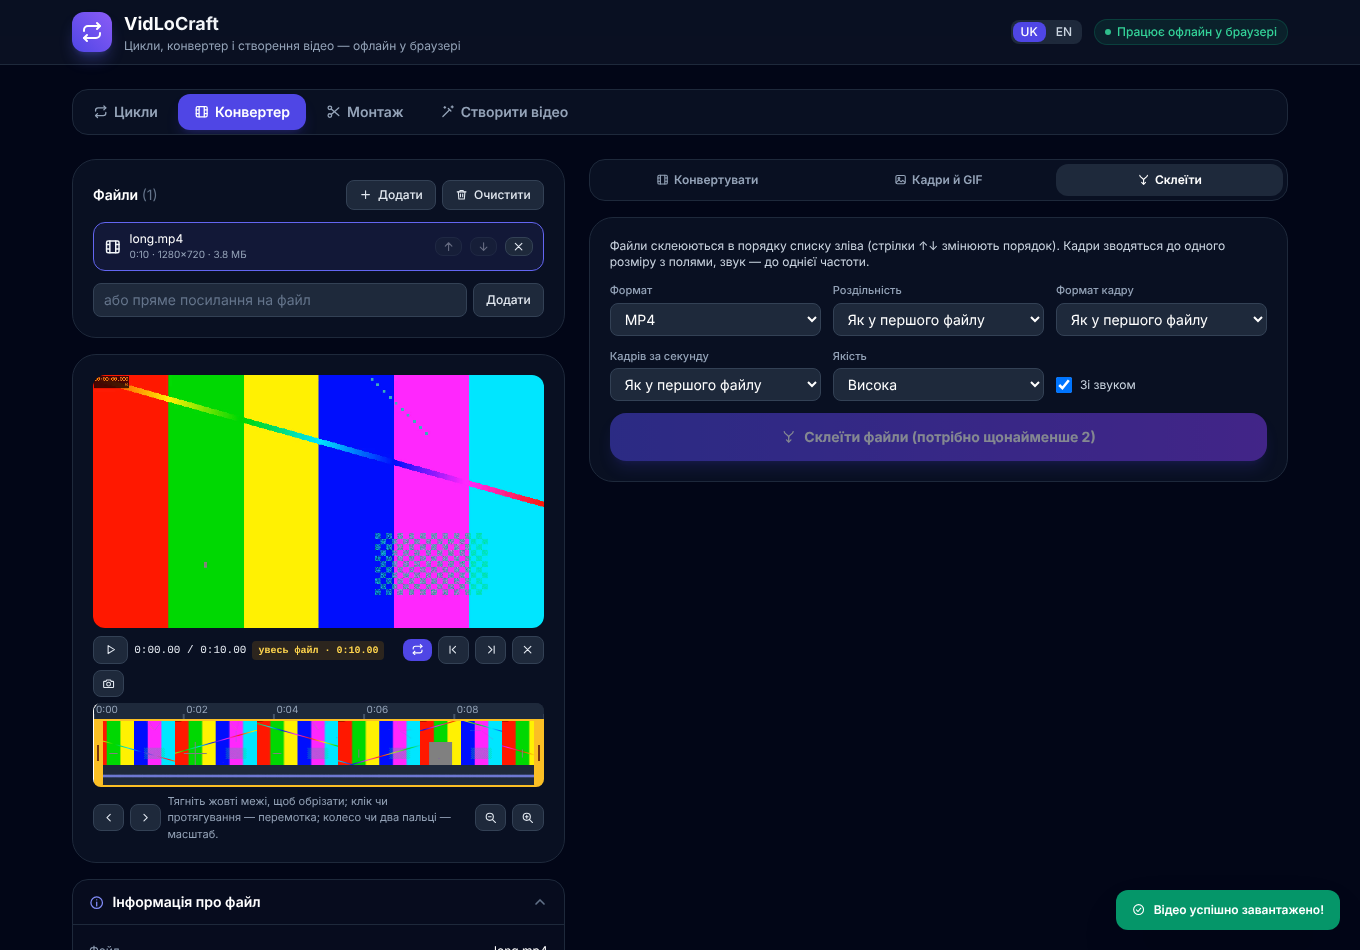 VidLoCraft
Цикли, конвертер і створення відео — офлайн у браузері
UK EN
Працює офлайн у браузері
Цикли
Конвертер
Монтаж
Створити відео
Файли (1)
Додати
Очистити
long.mp4
0:10 · 1280×720 · 3.8 МБ
або пряме посилання на файл
Додати
0:00.00 / 0:10.00
увесь файл · 0:10.00
0:00 0:02 0:04 0:06 0:08
Тягніть жовті межі, щоб обрізати; клік чи
протягування — перемотка; колесо чи два пальці —
масштаб.
Інформація про файл
Файл
long.mp4
Конвертувати
Кадри й GIF
Склеїти
Файли склеюються в порядку списку зліва (стрілки ↑↓ змінюють порядок). Кадри зводяться до одного
розміру з полями, звук — до однієї частоти.
Формат
Роздільність
Формат кадру
MP4
Як у першого файлу
Як у першого файлу
Кадрів за секунду
Якість
Як у першого файлу
Висока
Зі звуком
Склеїти файли (потрібно щонайменше 2)
Відео успішно завантажено!